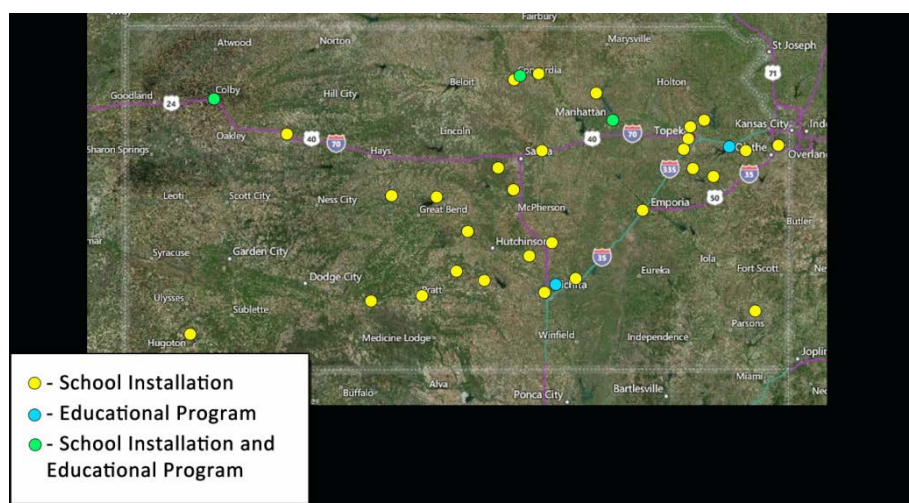 Fairbury
Atwood
Norton
Marysville
St Joseph
71
Beloit
Concordia
Holton
Goodland
24
Colby
Hill City
Manhattan
Kansas City
Oakley
40
70
Lincoln
40
70
Topeka
Olathe
Overland
Sharon Springs
Hays
335
35
Leoti
Scott City
Ness City
Great Bend
McPherson
Emporia
50
Butler
Syracuse
Garden City
Hutchinson
35
Eureka
Iola
Fort Scott
Dodge City
Ulysses
Sublette
Pratt
Parsons
Hugoton
Medicine Lodge
Winfield
Independence
Miami
Buffalo
Alva
Ponca City
Bartlesville
- School Installation
- Educational Program
- School Installation and
Educational Program